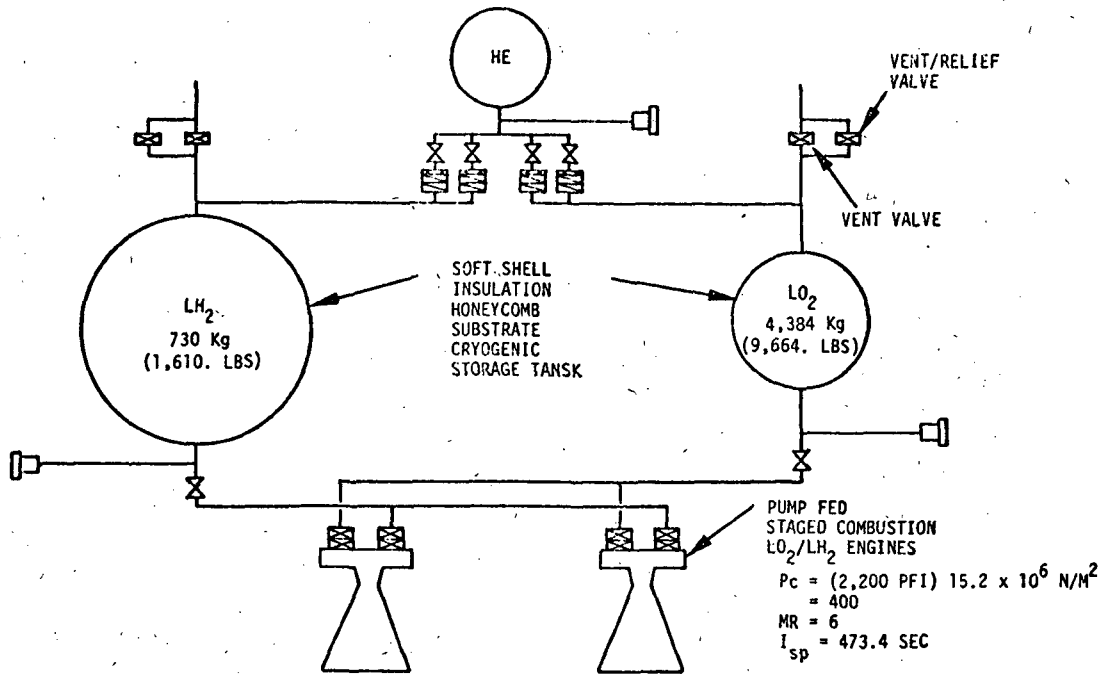 HE
VENT/RELIEF
VALVE
VENT VALVE
SOFT SHELL
INSULATION
HONEYCOMB
SUBSTRATE
CRYOGENIC
STORAGE TANSK
LH2
730 Kg
(1,610. LBS)
LO2
4,384 Kg
(9,664. LBS)
PUMP FED
STAGED COMBUSTION
LO2/LH2 ENGINES
Pc = (2,200 PFI) 15.2 x 10^6 N/M^2
= 400
MR = 6
Isp = 473.4 SEC